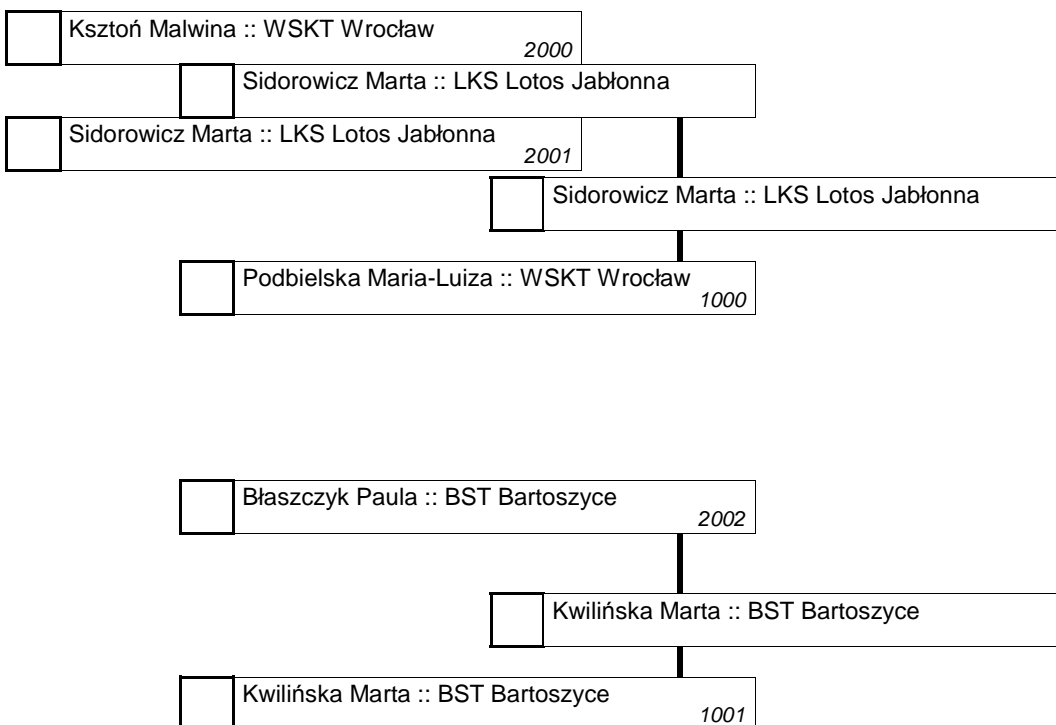 Ksztoń Malwina :: WSKT Wrocław
2000
Sidorowicz Marta :: LKS Lotos Jabłonna
Sidorowicz Marta :: LKS Lotos Jabłonna
2001
Sidorowicz Marta :: LKS Lotos Jabłonna
Podbielska Maria-Luiza :: WSKT Wrocław
1000
Błaszczyk Paula :: BST Bartoszyce
2002
Kwilińska Marta :: BST Bartoszyce
Kwilińska Marta :: BST Bartoszyce
1001